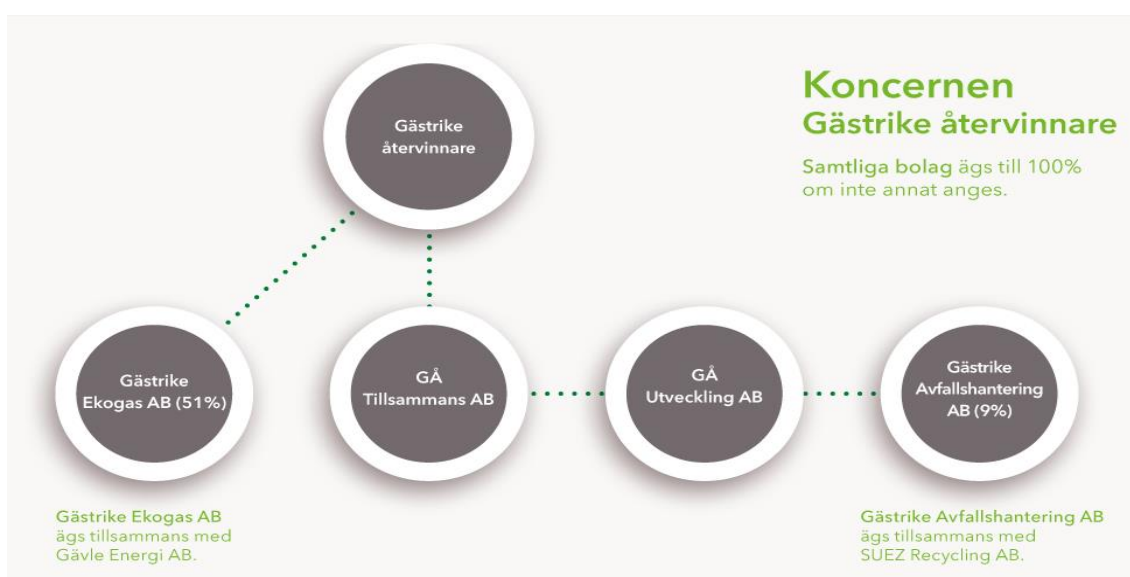 Koncernen
Gästrike återvinnare
Samtliga bolag ägs till 100%
om inte annat anges.
Gästrike
återvinnare
Gästrike
Ekogas AB (51%)
GÅ
Tillsammans AB
GÅ
Utveckling AB
Gästrike
Avfallshantering
AB (9%)
Gästrike Ekogas AB
ägs tillsammans med
Gävle Energi AB.
Gästrike Avfallshantering AB
ägs tillsammans med
SUEZ Recycling AB.